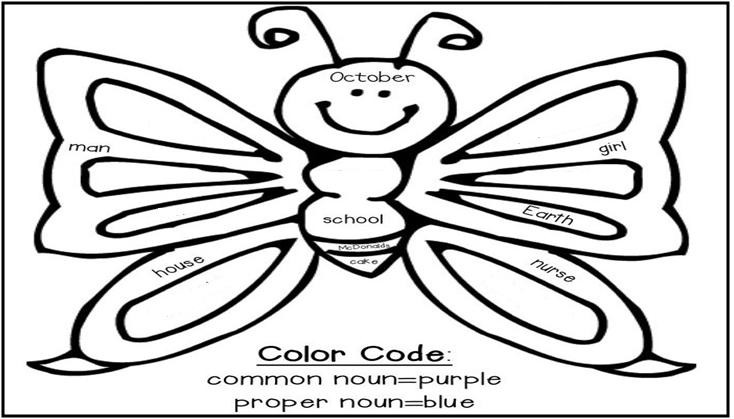 October
man
girl
school
Earth
McDonalds
cake
house
nurse
Color Code:
common noun=purple
proper noun=blue